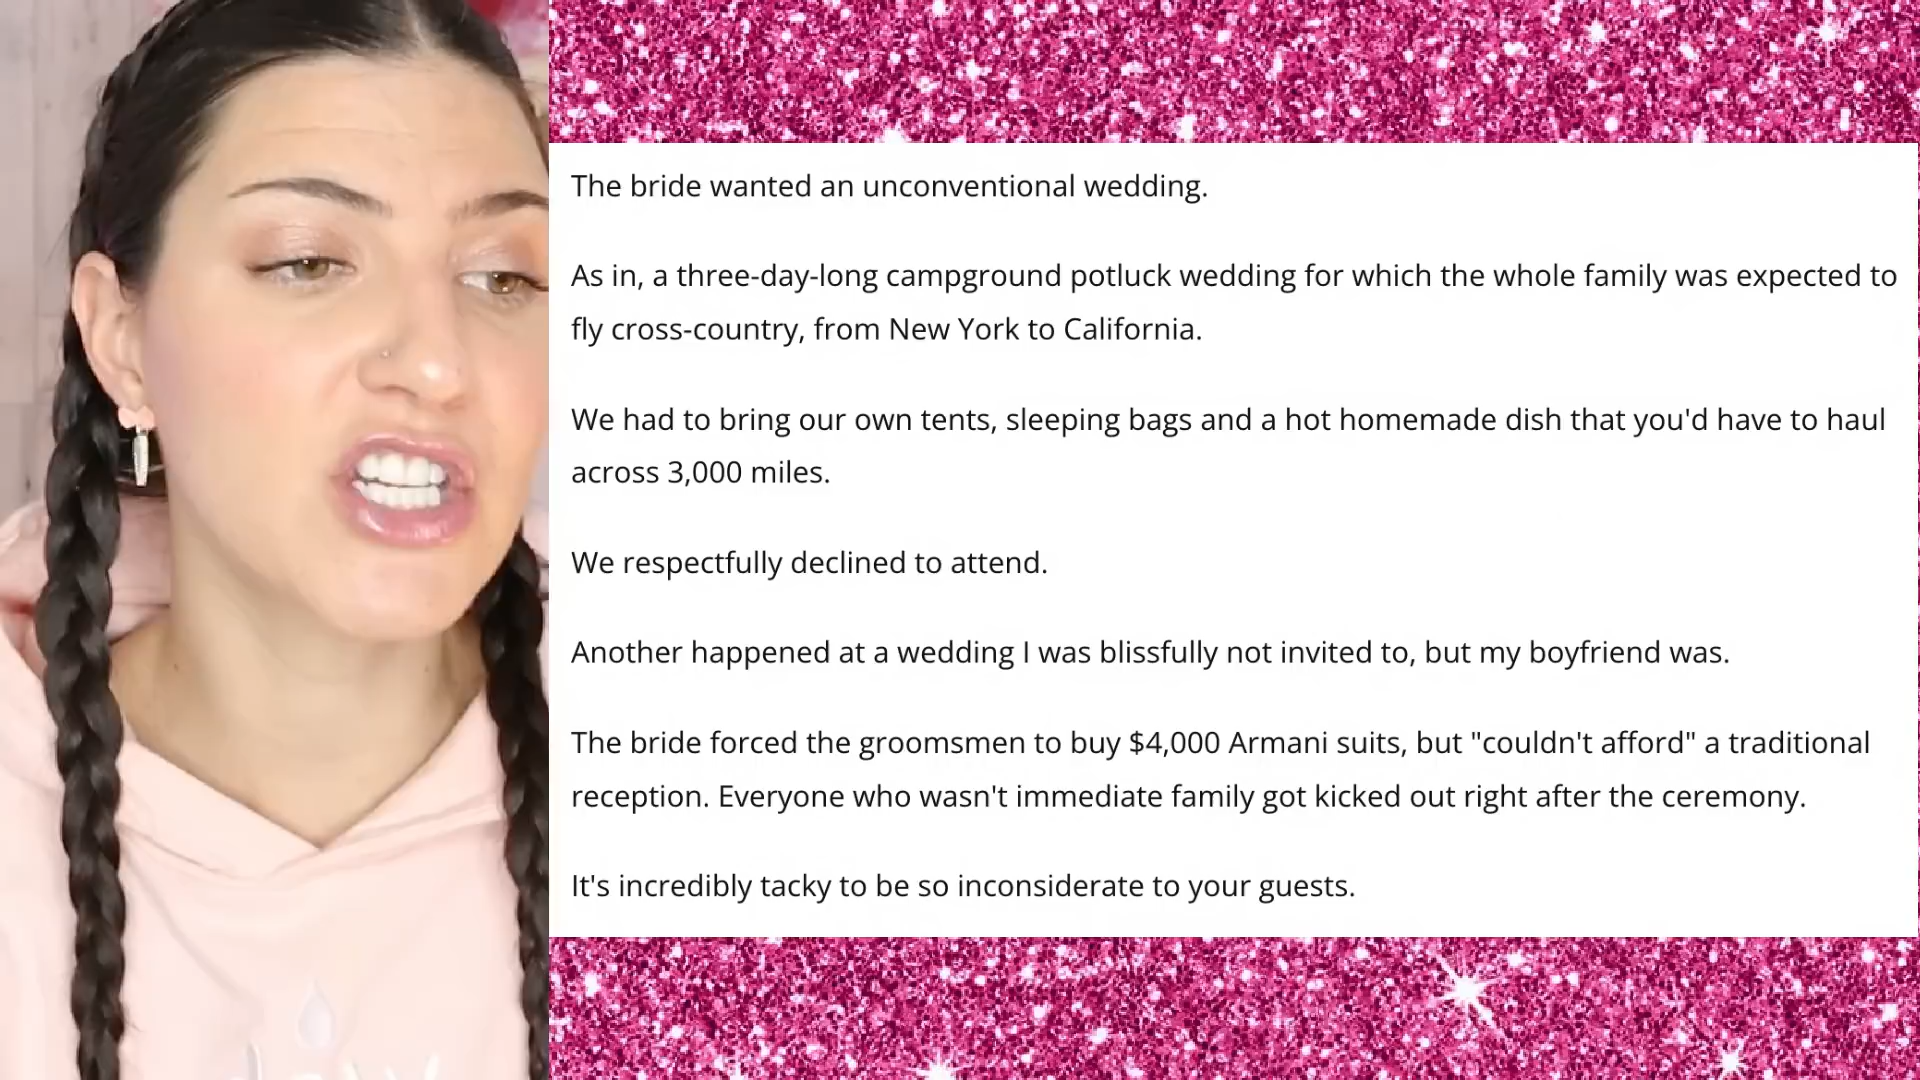 The bride wanted an unconventional wedding.
As in, a three-day-long campground potluck wedding for which the whole family was expected to
fly cross-country, from New York to California.
We had to bring our own tents, sleeping bags and a hot homemade dish that you'd have to haul
across 3,000 miles.
We respectfully declined to attend.
Another happened at a wedding I was blissfully not invited to, but my boyfriend was.
The bride forced the groomsmen to buy $4,000 Armani suits, but "couldn't afford" a traditional
reception. Everyone who wasn't immediate family got kicked out right after the ceremony.
It's incredibly tacky to be so inconsiderate to your guests.